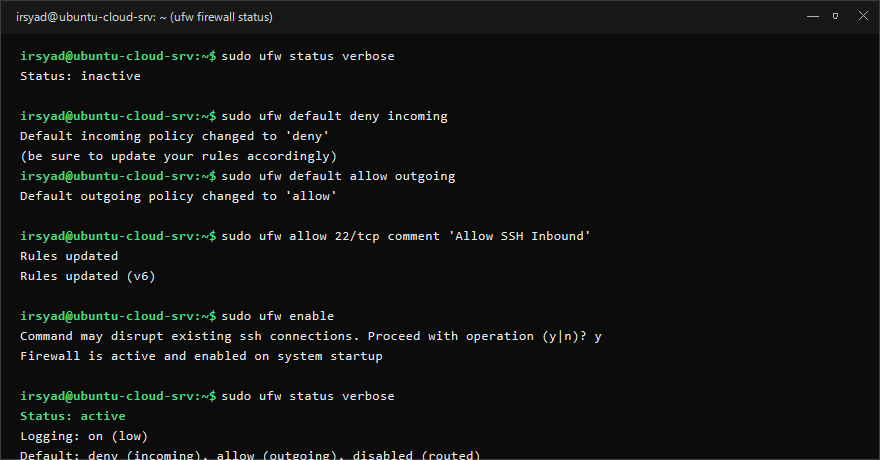 irsyad@ubuntu-cloud-srv: ~ (ufw firewall status)
irsyad@ubuntu-cloud-srv:~$ sudo ufw status verbose
Status: inactive
irsyad@ubuntu-cloud-srv:~$ sudo ufw default deny incoming
Default incoming policy changed to 'deny'
(be sure to update your rules accordingly)
irsyad@ubuntu-cloud-srv:~$ sudo ufw default allow outgoing
Default outgoing policy changed to 'allow'
irsyad@ubuntu-cloud-srv:~$ sudo ufw allow 22/tcp comment 'Allow SSH Inbound'
Rules updated
Rules updated (v6)
irsyad@ubuntu-cloud-srv:~$ sudo ufw enable
Command may disrupt existing ssh connections. Proceed with operation (y|n)? y
Firewall is active and enabled on system startup
irsyad@ubuntu-cloud-srv:~$ sudo ufw status verbose
Status: active
Logging: on (low)
Default: deny (incoming), allow (outgoing), disabled (routed)